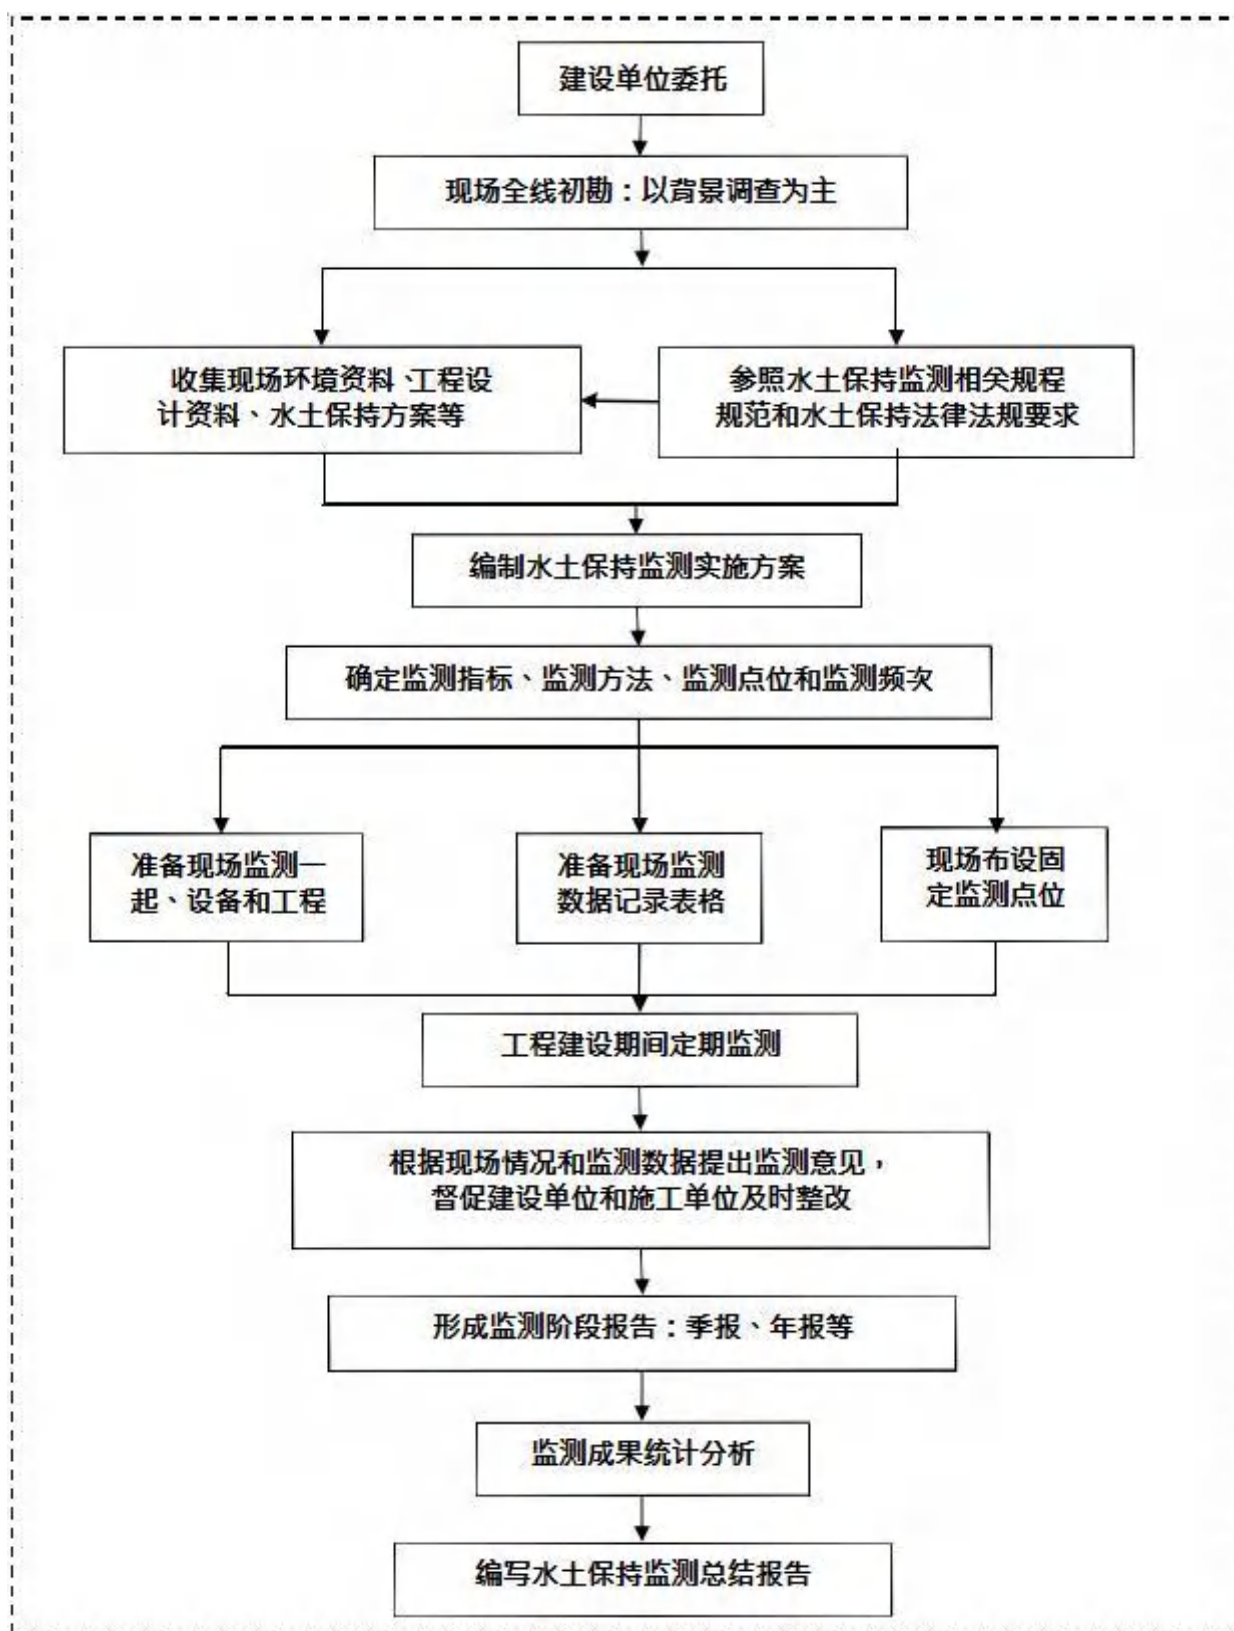 建设单位委托
现场全线初勘：以背景调查为主
收集现场环境资料、工程设
计资料、水土保持方案等
参照水土保持监测相关规程
规范和水土保持法律法规要求
编制水土保持监测实施方案
确定监测指标、监测方法、监测点位和监测频次
准备现场监测一
起、设备和工程
准备现场监测
数据记录表格
现场布设固
定监测点位
工程建设期间定期监测
根据现场情况和监测数据提出监测意见，
督促建设单位和施工单位及时整改
形成监测阶段报告：季报、年报等
监测成果统计分析
编写水土保持监测总结报告